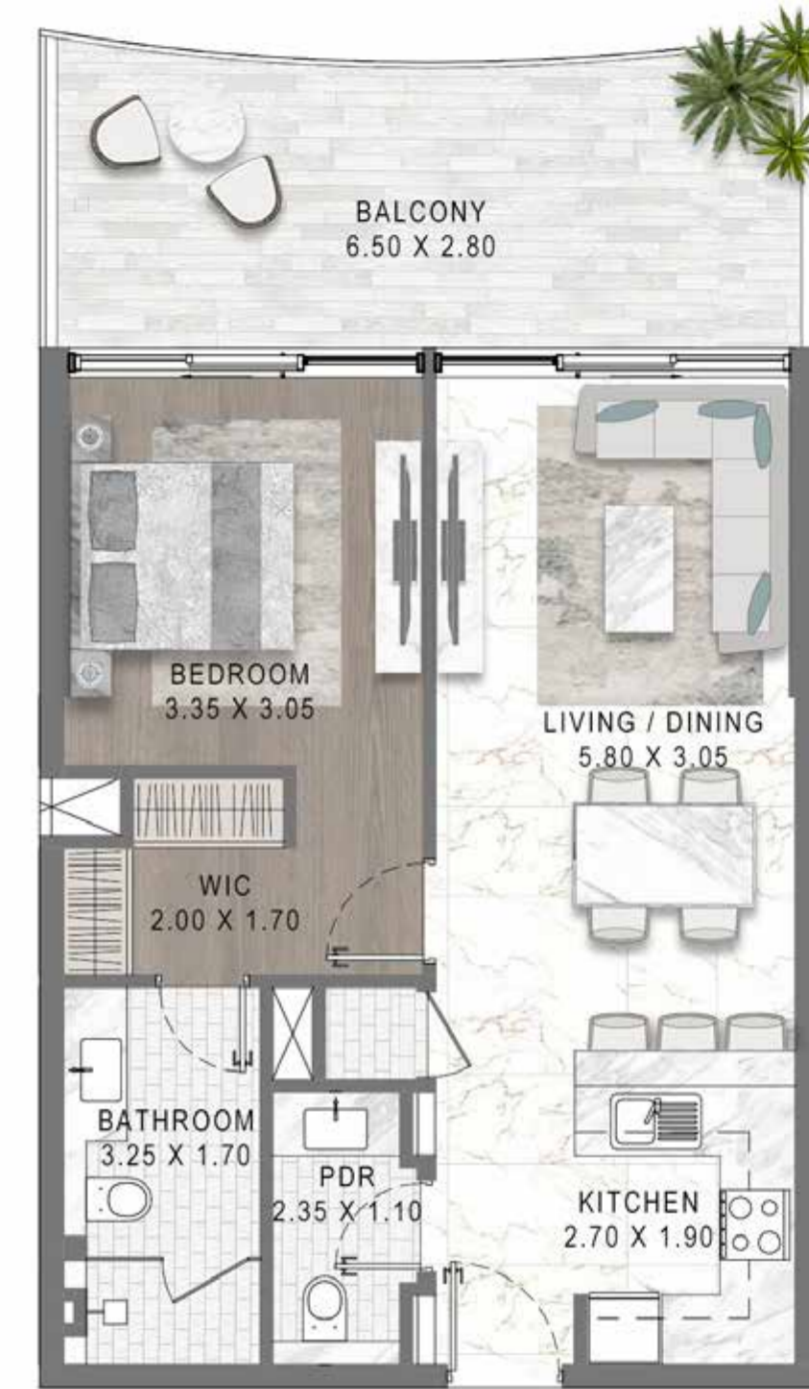 BALCONY
6.50 X 2.80
BEDROOM
3.35 X 3.05
LIVING / DINING
5.80 X 3.05
WIC
2.00 X 1.70
BATHROOM
3.25 X 1.70
PDR
2.35 X 1.10
KITCHEN
2.70 X 1.90